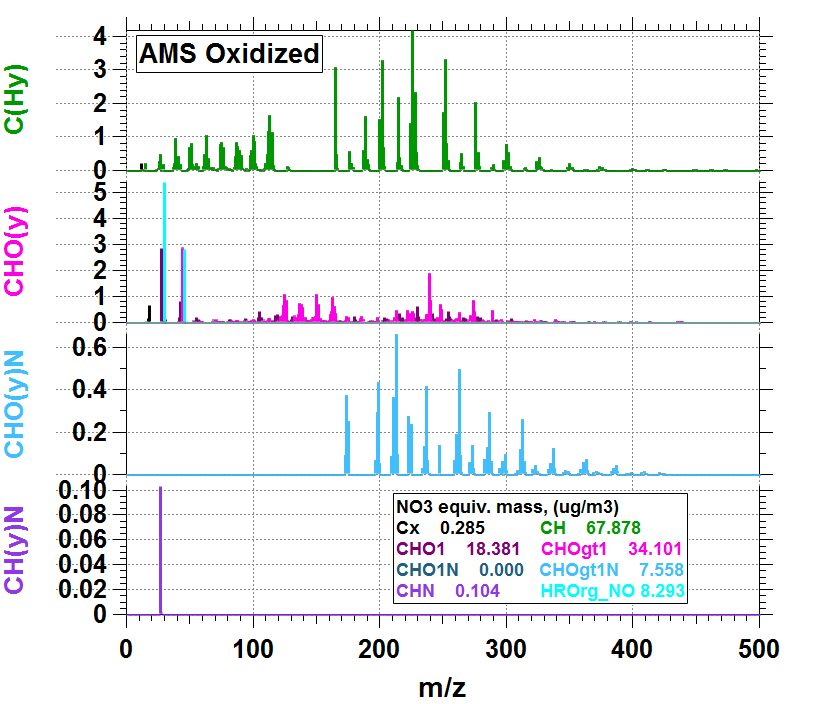 AMS Oxidized
C(Hy)
4
3
2
1
0
CHO(y)
5
4
3
2
1
0
CHO(y)N
0.6
0.4
0.2
0
CH(y)N
0.10
0.08
0.06
0.04
0.02
0
NO3 equiv. mass, (ug/m3)
Cx 0.285 CH 67.878
CHO1 18.381 CHOgt1 34.101
CHO1N 0.000 CHOgt1N 7.558
CHN 0.104 HROrg_NO 8.293
0 100 200 300 400 500
m/z